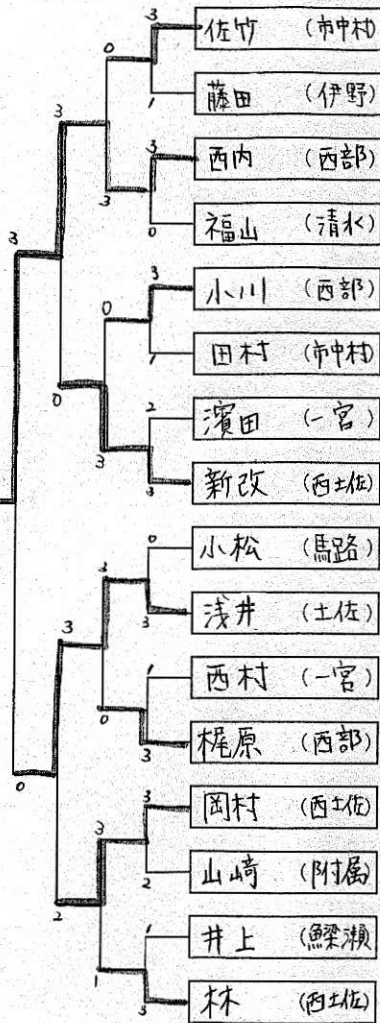 3
佐竹 (市中村)
0
1
藤田 (伊野)
3
3
西内 (西部)
3
0
福山 (清水)
3
3
小川 (西部)
0
1
田村 (市中村)
0
2
濱田 (一宮)
3
3
新改 (西土佐)
0
小松 (馬路)
3
3
浅井 (土佐)
3
1
西村 (一宮)
0
3
梶原 (西部)
0
3
岡村 (西土佐)
3
2
山﨑 (附属)
2
1
井上 (魚梁瀬
1
3
林 (西土佐)